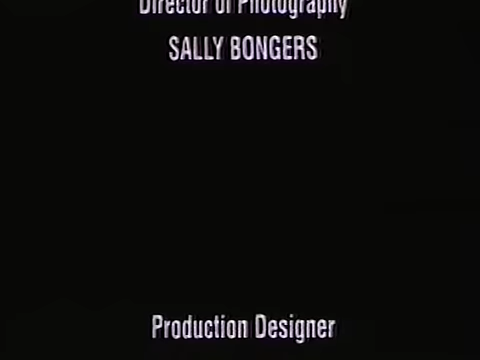 Director of Photography
SALLY BONGERS
Production Designer